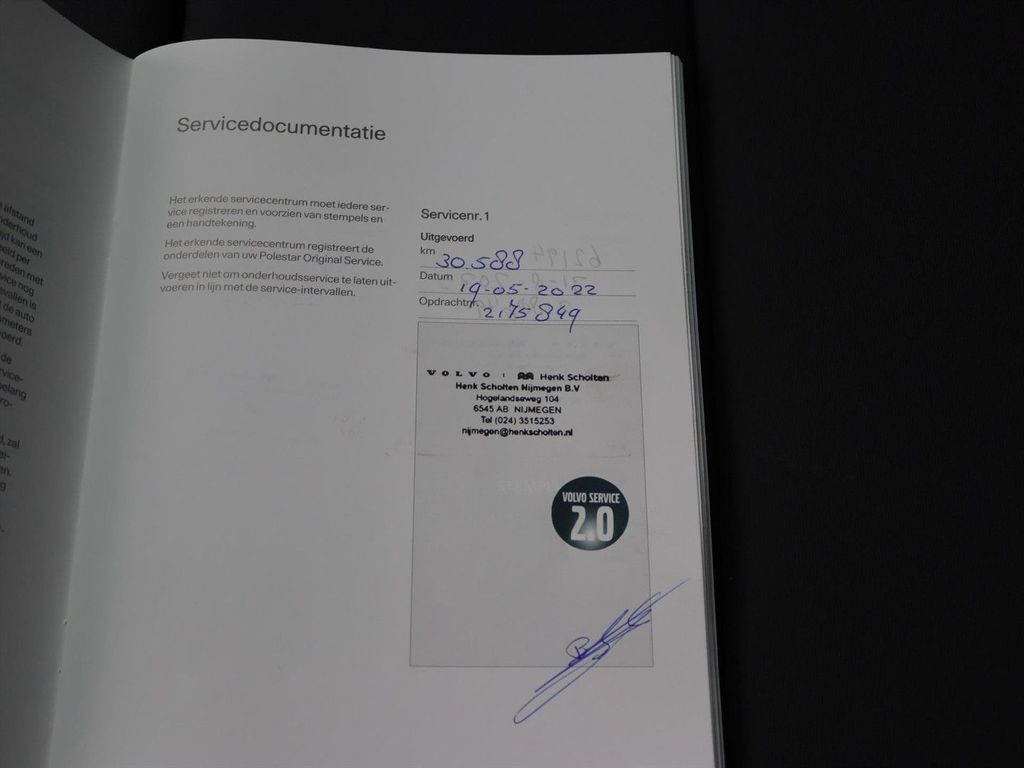 afstand
Servicedocumentatie
Het erkende servicecentrum moet iedere ser-
vice registreren en voorzien van stempels en
een handtekening.
Het erkende servicecentrum registreert de
onderdelen van uw Polestar Original Service.
Vergeet niet om onderhoudsservice te laten uit-
voeren in lijn met de service-intervallen.
Servicenr. 1
Uitgevoerd
km 30.588
Datum 19-05-2022
Opdrachtnr. 2175849
VOLVO | Henk Scholten
Henk Scholten Nijmegen B.V
Hogelandseweg 104
6545 AB NIJMEGEN
Tel (024) 3515253
nijmegen@henkscholten.nl
VOLVO SERVICE
2.0